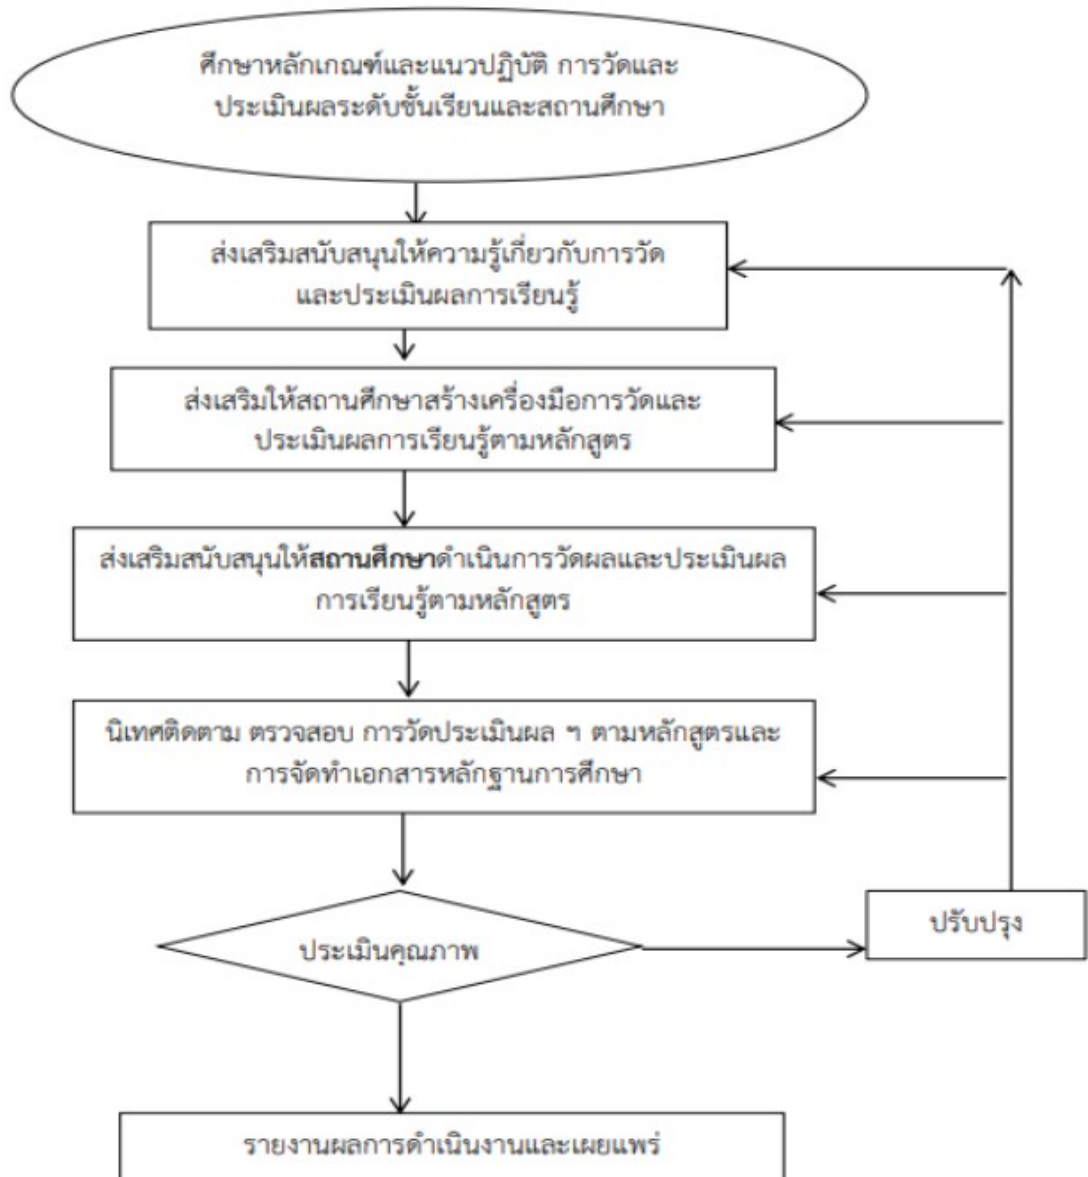 ศึกษาหลักเกณฑ์และแนวปฏิบัติ การวัดและ
ประเมินผลระดับชั้นเรียนและสถานศึกษา
ส่งเสริมสนับสนุนให้ความรู้เกี่ยวกับการวัด
และประเมินผลการเรียนรู้
ส่งเสริมให้สถานศึกษาสร้างเครื่องมือการวัดและ
ประเมินผลการเรียนรู้ตามหลักสูตร
ส่งเสริมสนับสนุนให้สถานศึกษาดำเนินการวัดผลและประเมินผล
การเรียนรู้ตามหลักสูตร
นิเทศติดตาม ตรวจสอบ การวัดประเมินผล ฯ ตามหลักสูตรและ
การจัดทำเอกสารหลักฐานการศึกษา
ปรับปรุง
ประเมินคุณภาพ
รายงานผลการดำเนินงานและเผยแพร่